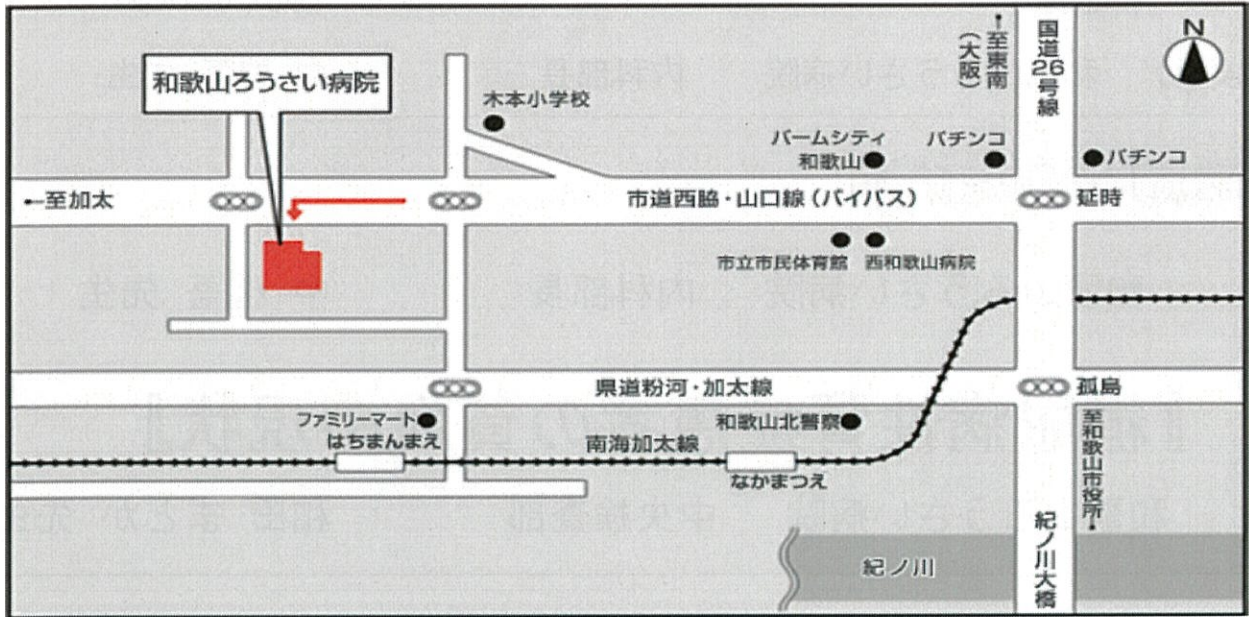 和歌山ろうさい病院
木本小学校
パームシティ
和歌山
パチンコ
←至東南
(大阪)
国道26号線
N
パチンコ
←至加太
市道西脇・山口線(バイパス)
延時
市立市民体育館
西和歌山病院
県道粉河・加太線
孤島
ファミリーマート
はちまんまえ
南海加太線
和歌山北警察
なかまつえ
至和歌山市役所→
紀ノ川
紀ノ川大橋